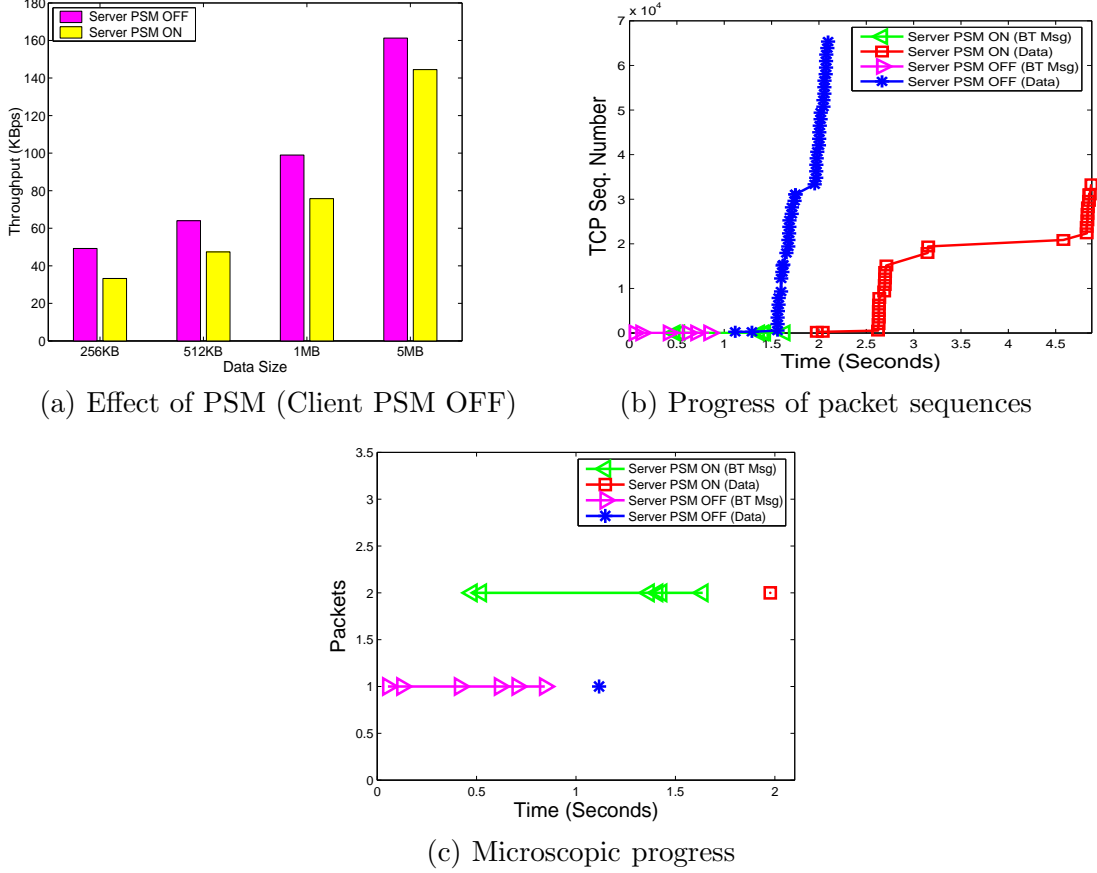 180
160
140
120
100
80
60
40
20
0
Throughput (KBps)
Server PSM OFF
Server PSM ON
256KB
512KB
1MB
5MB
Data Size
(a) Effect of PSM (Client PSM OFF)
7
x 10^4
6
5
4
3
2
1
0
TCP Seq. Number
Server PSM ON (BT Msg)
Server PSM ON (Data)
Server PSM OFF (BT Msg)
Server PSM OFF (Data)
0
0.5
1
1.5
2
2.5
3
3.5
4
4.5
Time (Seconds)
(b) Progress of packet sequences
3.5
3
2.5
2
1.5
1
0.5
0
Packets
Server PSM ON (BT Msg)
Server PSM ON (Data)
Server PSM OFF (BT Msg)
Server PSM OFF (Data)
0
0.5
1
1.5
2
Time (Seconds)
(c) Microscopic progress